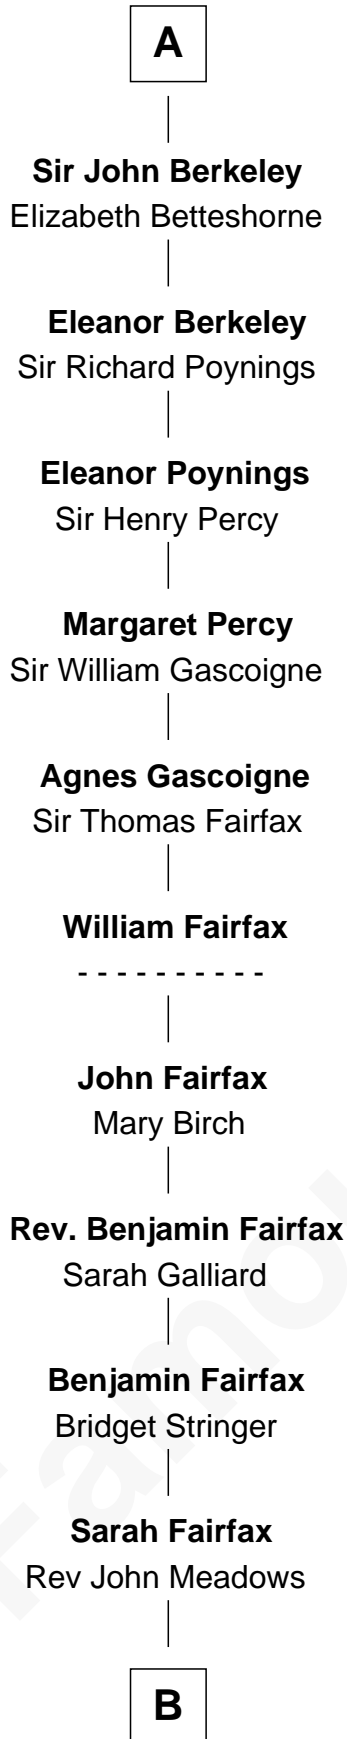 A
Sir John Berkeley
Elizabeth Betteshorne
Eleanor Berkeley
Sir Richard Poynings
Eleanor Poynings
Sir Henry Percy
Margaret Percy
Sir William Gascoigne
Agnes Gascoigne
Sir Thomas Fairfax
William Fairfax
- - - - - - - - - -
John Fairfax
Mary Birch
Rev. Benjamin Fairfax
Sarah Galliard
Benjamin Fairfax
Bridget Stringer
Sarah Fairfax
Rev John Meadows
B